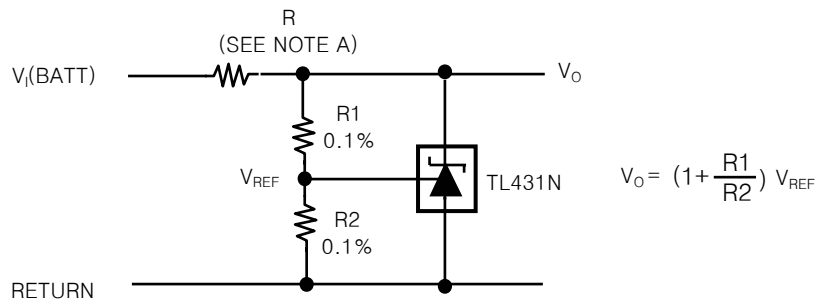 R
(SEE NOTE A)
V_I(BATT)
V_O
R1
0.1%
V_REF
TL431N
V_O = (1+ R1/R2) V_REF
R2
0.1%
RETURN